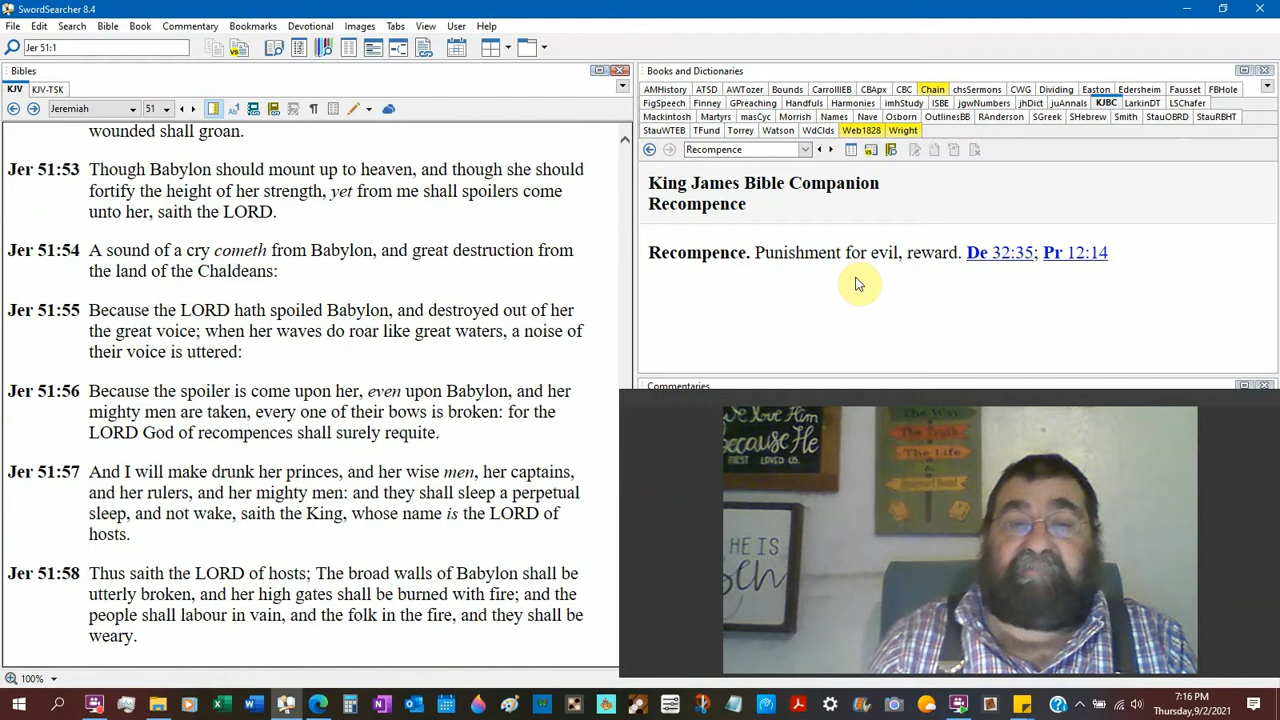 SwordSearcher 8.4
File Edit Search Bible Book Commentary Bookmarks Devotional Images Tabs View User Help
Jer 51:1
Bibles
KJV KJV-TSK
Jeremiah 51
wounded shall groan.
Jer 51:53 Though Babylon should mount up to heaven, and though she should
fortify the height of her strength, yet from me shall spoilers come
unto her, saith the LORD.
Jer 51:54 A sound of a cry cometh from Babylon, and great destruction from
the land of the Chaldeans:
Jer 51:55 Because the LORD hath spoiled Babylon, and destroyed out of her
the great voice; when her waves do roar like great waters, a noise of
their voice is uttered:
Jer 51:56 Because the spoiler is come upon her, even upon Babylon, and her
mighty men are taken, every one of their bows is broken: for the
LORD God of recompences shall surely requite.
Jer 51:57 And I will make drunk her princes, and her wise men, her captains,
and her rulers, and her mighty men: and they shall sleep a perpetual
sleep, and not wake, saith the King, whose name is the LORD of
hosts.
Jer 51:58 Thus saith the LORD of hosts; The broad walls of Babylon shall be
utterly broken, and her high gates shall be burned with fire; and the
people shall labour in vain, and the folk in the fire, and they shall be
weary.
100%
Books and Dictionaries
AMHistory ATSD AWTozer Bounds CarrollEB CBApx CBC Chain chsSermons CWG Dividing Easton Edersheim Fausset FBHole
FigSpeech Finney GPreaching Handfuls Harmonies imhStudy ISBE jgwNumbers jhDict juAnnals KJBC LarkinDT LSChafer
Mackintosh Martyrs masCyc Morrish Names Nave Osborn OutlinesBB RAnderson SGreek SHebrew Smith StauOBRD StauRBHT
StauWTEB TFund Torrey Watson WdClds Web1828 Wright
Recompence
King James Bible Companion
Recompence
Recompence. Punishment for evil, reward. De 32:35; Pr 12:14
Commentaries
We love Him
Because He
FIRST LOVED US.
The Way
The Truth
The Life
HE IS
7:16 PM
Thursday,9/2/2021